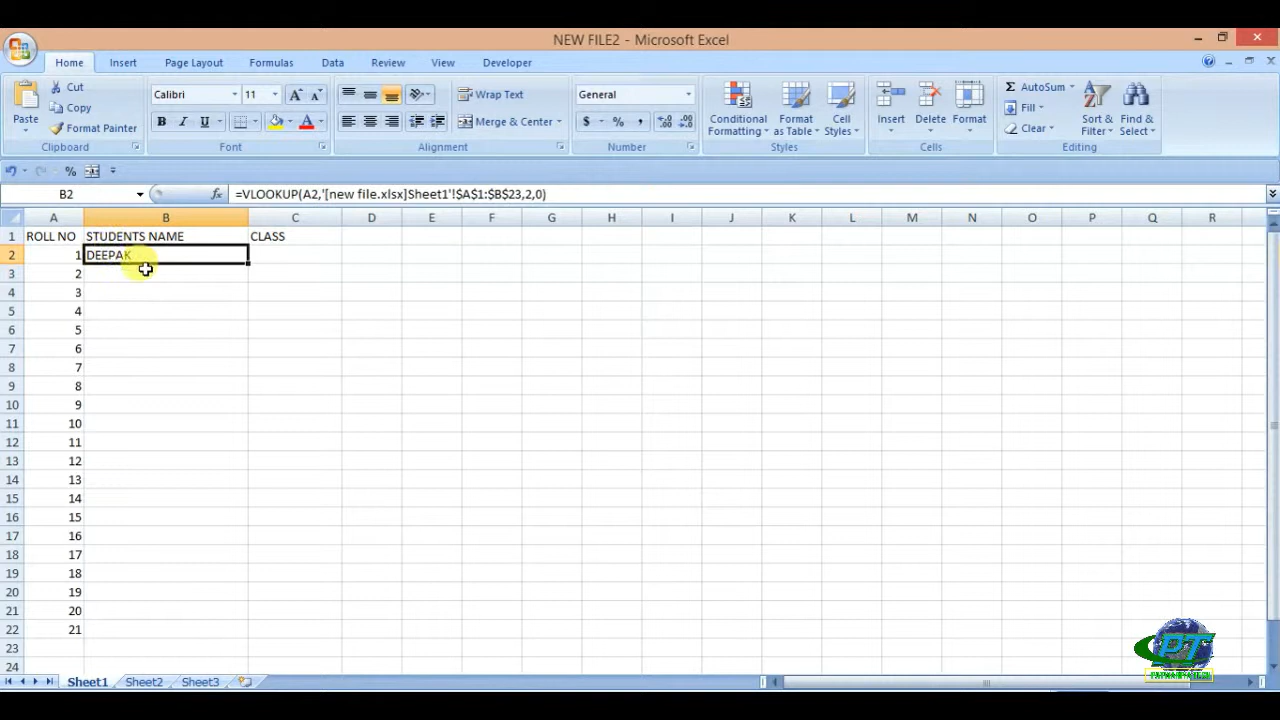 NEW FILE2 - Microsoft Excel
Home Insert Page Layout Formulas Data Review View Developer
Paste
Cut
Copy
Format Painter
Clipboard
Calibri 11
B I U
Font
Wrap Text
Merge & Center
Alignment
General
$ % ,
Number
Conditional Formatting
Format as Table
Cell Styles
Styles
Insert
Delete
Format
Cells
Σ AutoSum
Fill
Clear
Sort & Filter
Find & Select
Editing
%
B2 fx =VLOOKUP(A2,'[new file.xlsx]Sheet1'!$A$1:$B$23,2,0)
A B C D E F G H I J K L M N O P Q R
1 ROLL NO STUDENTS NAME CLASS
2 1 DEEPAK
3 2
4 3
5 4
6 5
7 6
8 7
9 8
10 9
11 10
12 11
13 12
14 13
15 14
16 15
17 16
18 17
19 18
20 19
21 20
22 21
23
24
Sheet1 Sheet2 Sheet3
PT